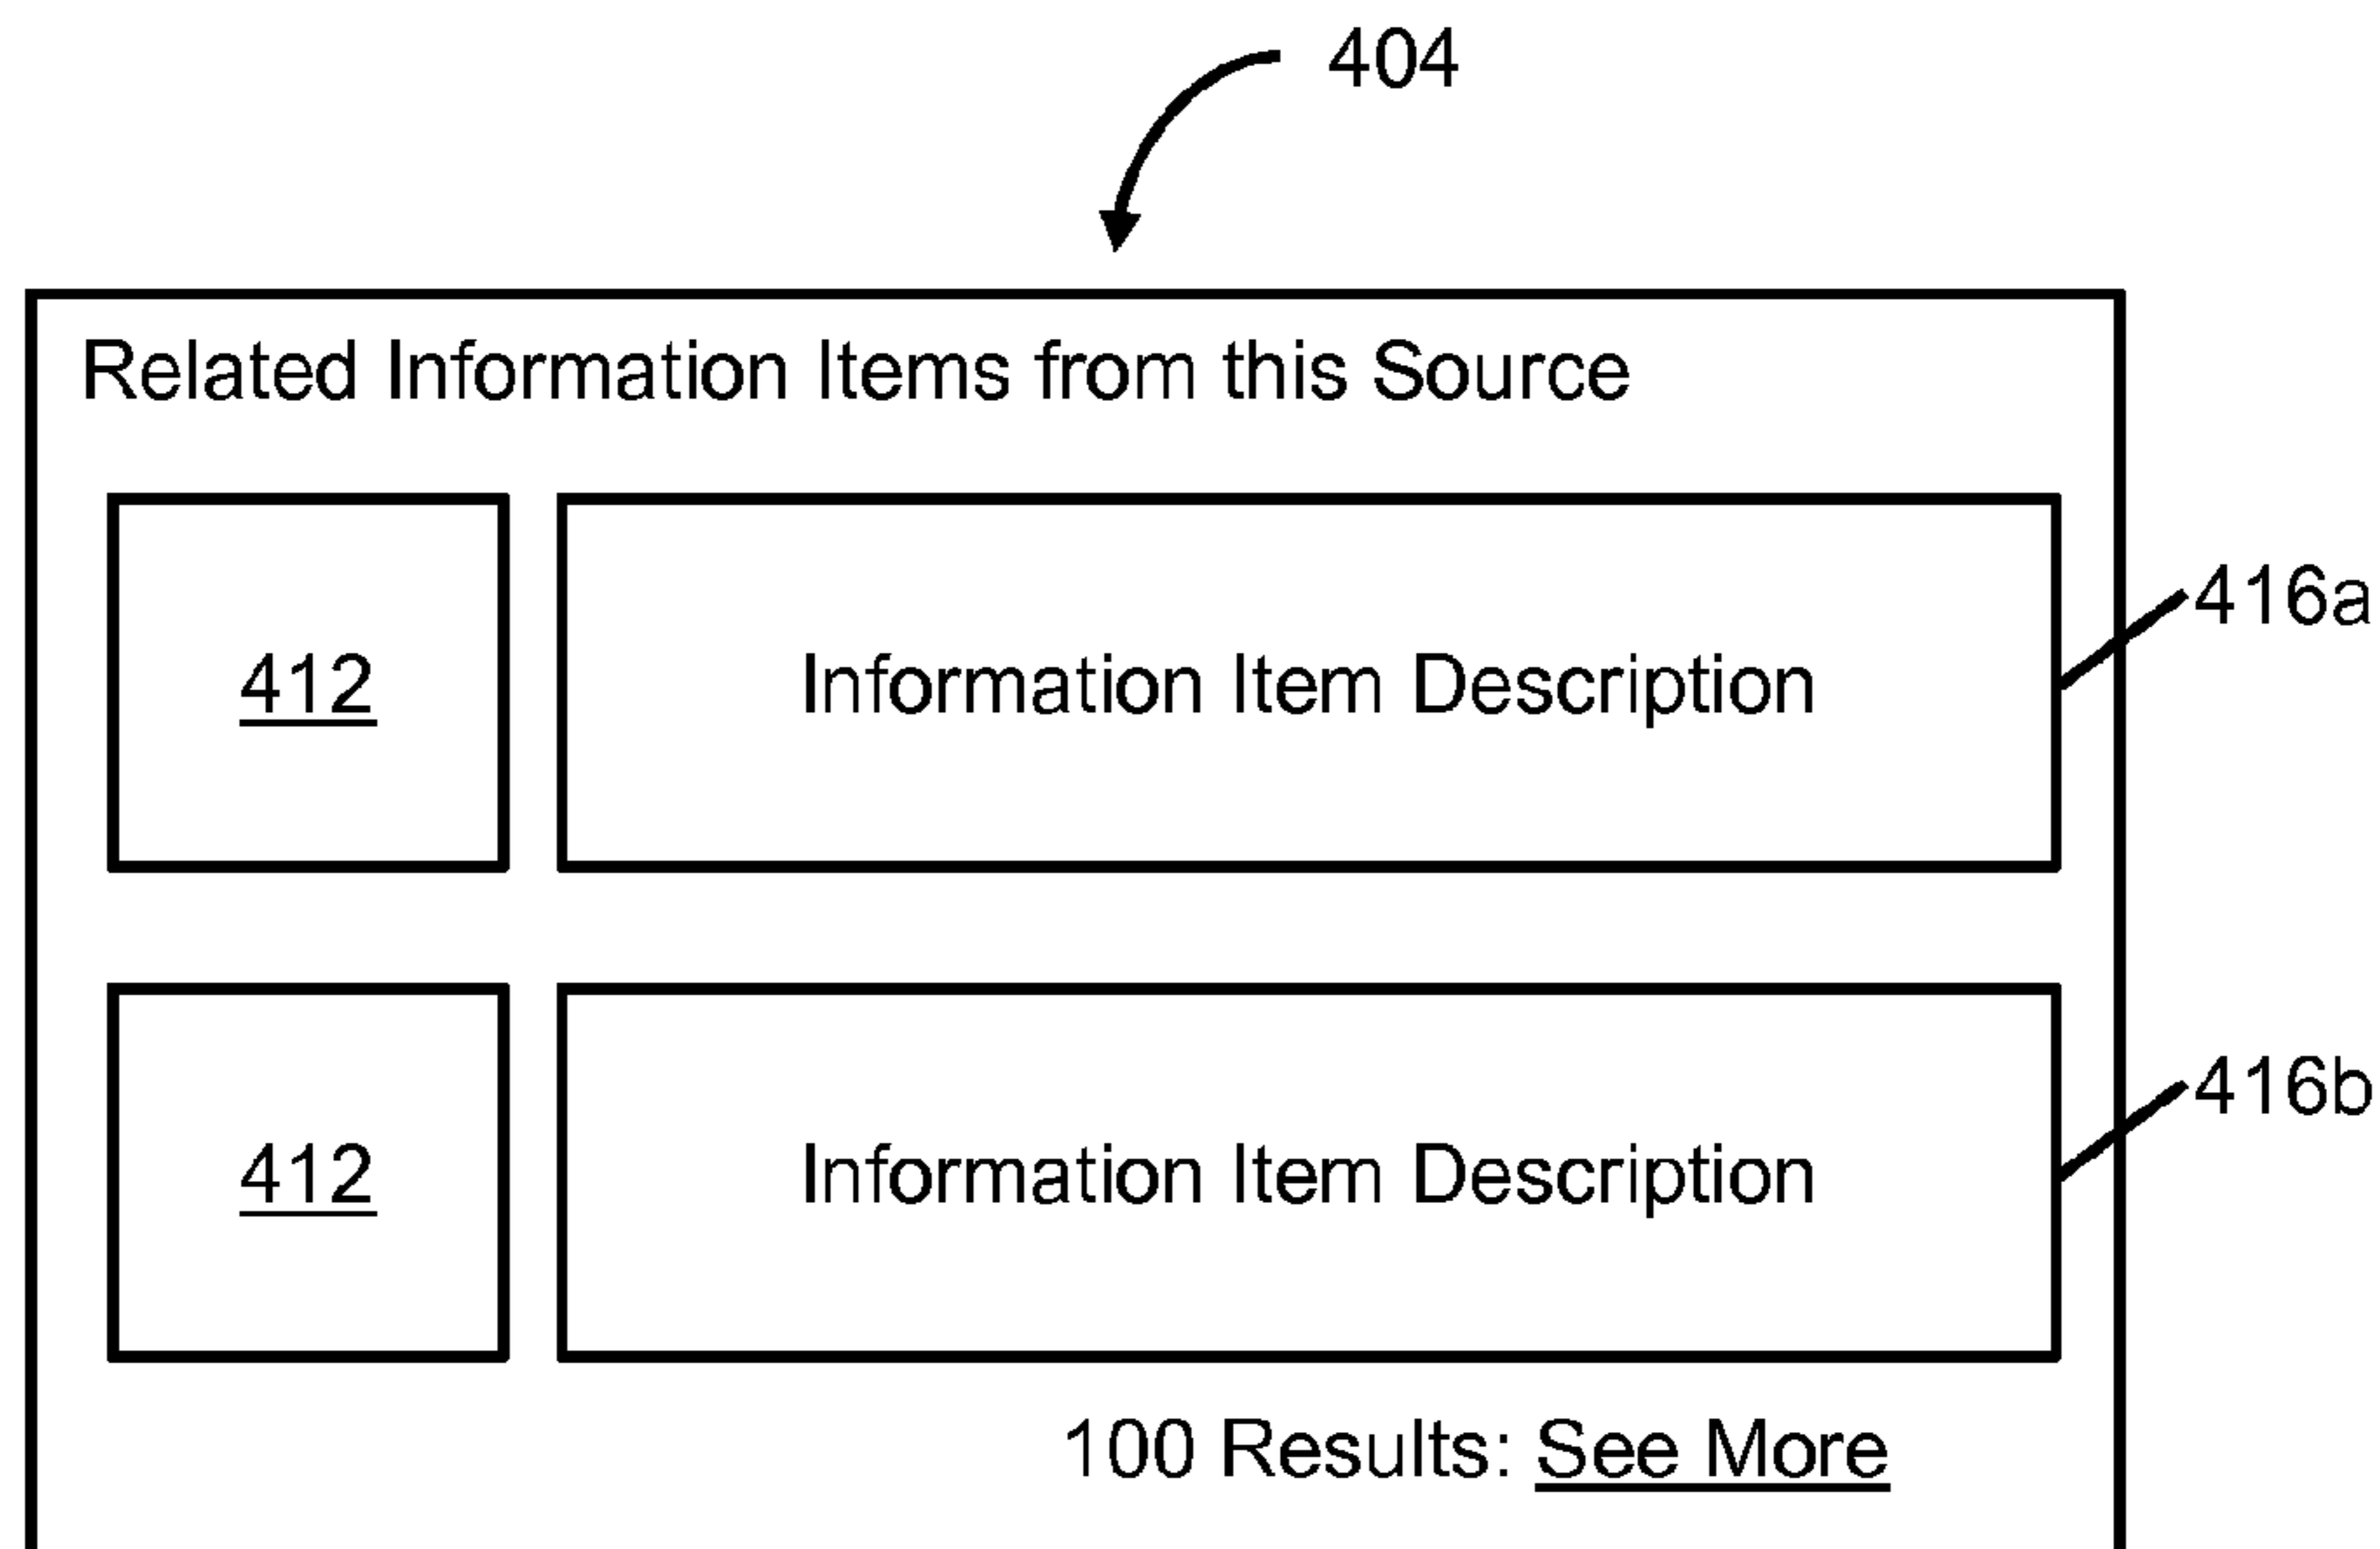 404
Related Information Items from this Source
416a
412
Information Item Description
416b
412
Information Item Description
100 Results: See More